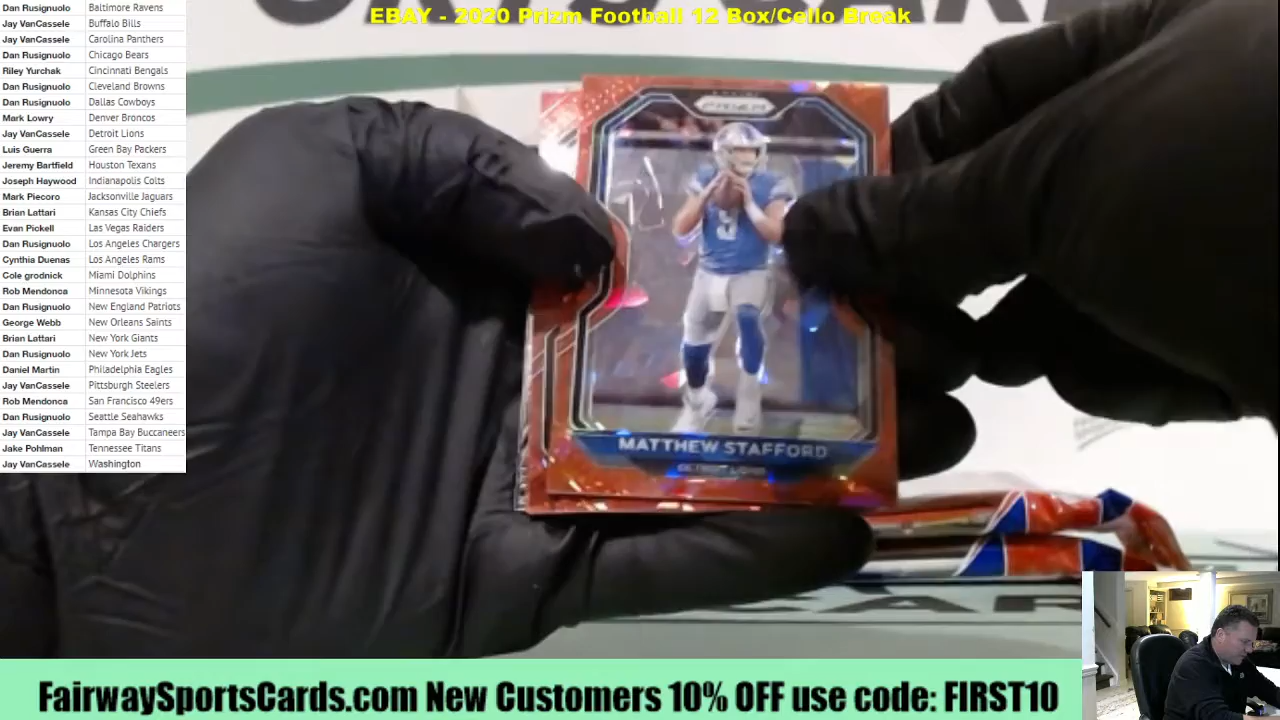 EBAY - 2020 Prizm Football 12 Box/Cello Break
Dan Rusignuolo Baltimore Ravens
Jay VanCassele Buffalo Bills
Jay VanCassele Carolina Panthers
Dan Rusignuolo Chicago Bears
Riley Yurchak Cincinnati Bengals
Dan Rusignuolo Cleveland Browns
Dan Rusignuolo Dallas Cowboys
Mark Lowry Denver Broncos
Jay VanCassele Detroit Lions
Luis Guerra Green Bay Packers
Jeremy Bartfield Houston Texans
Joseph Haywood Indianapolis Colts
Mark Piecoro Jacksonville Jaguars
Brian Lattari Kansas City Chiefs
Evan Pickell Las Vegas Raiders
Dan Rusignuolo Los Angeles Chargers
Cynthia Duenas Los Angeles Rams
Cole grodnick Miami Dolphins
Rob Mendonca Minnesota Vikings
Dan Rusignuolo New England Patriots
George Webb New Orleans Saints
Brian Lattari New York Giants
Dan Rusignuolo New York Jets
Daniel Martin Philadelphia Eagles
Jay VanCassele Pittsburgh Steelers
Rob Mendonca San Francisco 49ers
Dan Rusignuolo Seattle Seahawks
Jay VanCassele Tampa Bay Buccaneers
Jake Pohlman Tennessee Titans
Jay VanCassele Washington
PRIZM
9
MATTHEW STAFFORD
DETROIT LIONS
FairwaySportsCards.com New Customers 10% OFF use code: FIRST10